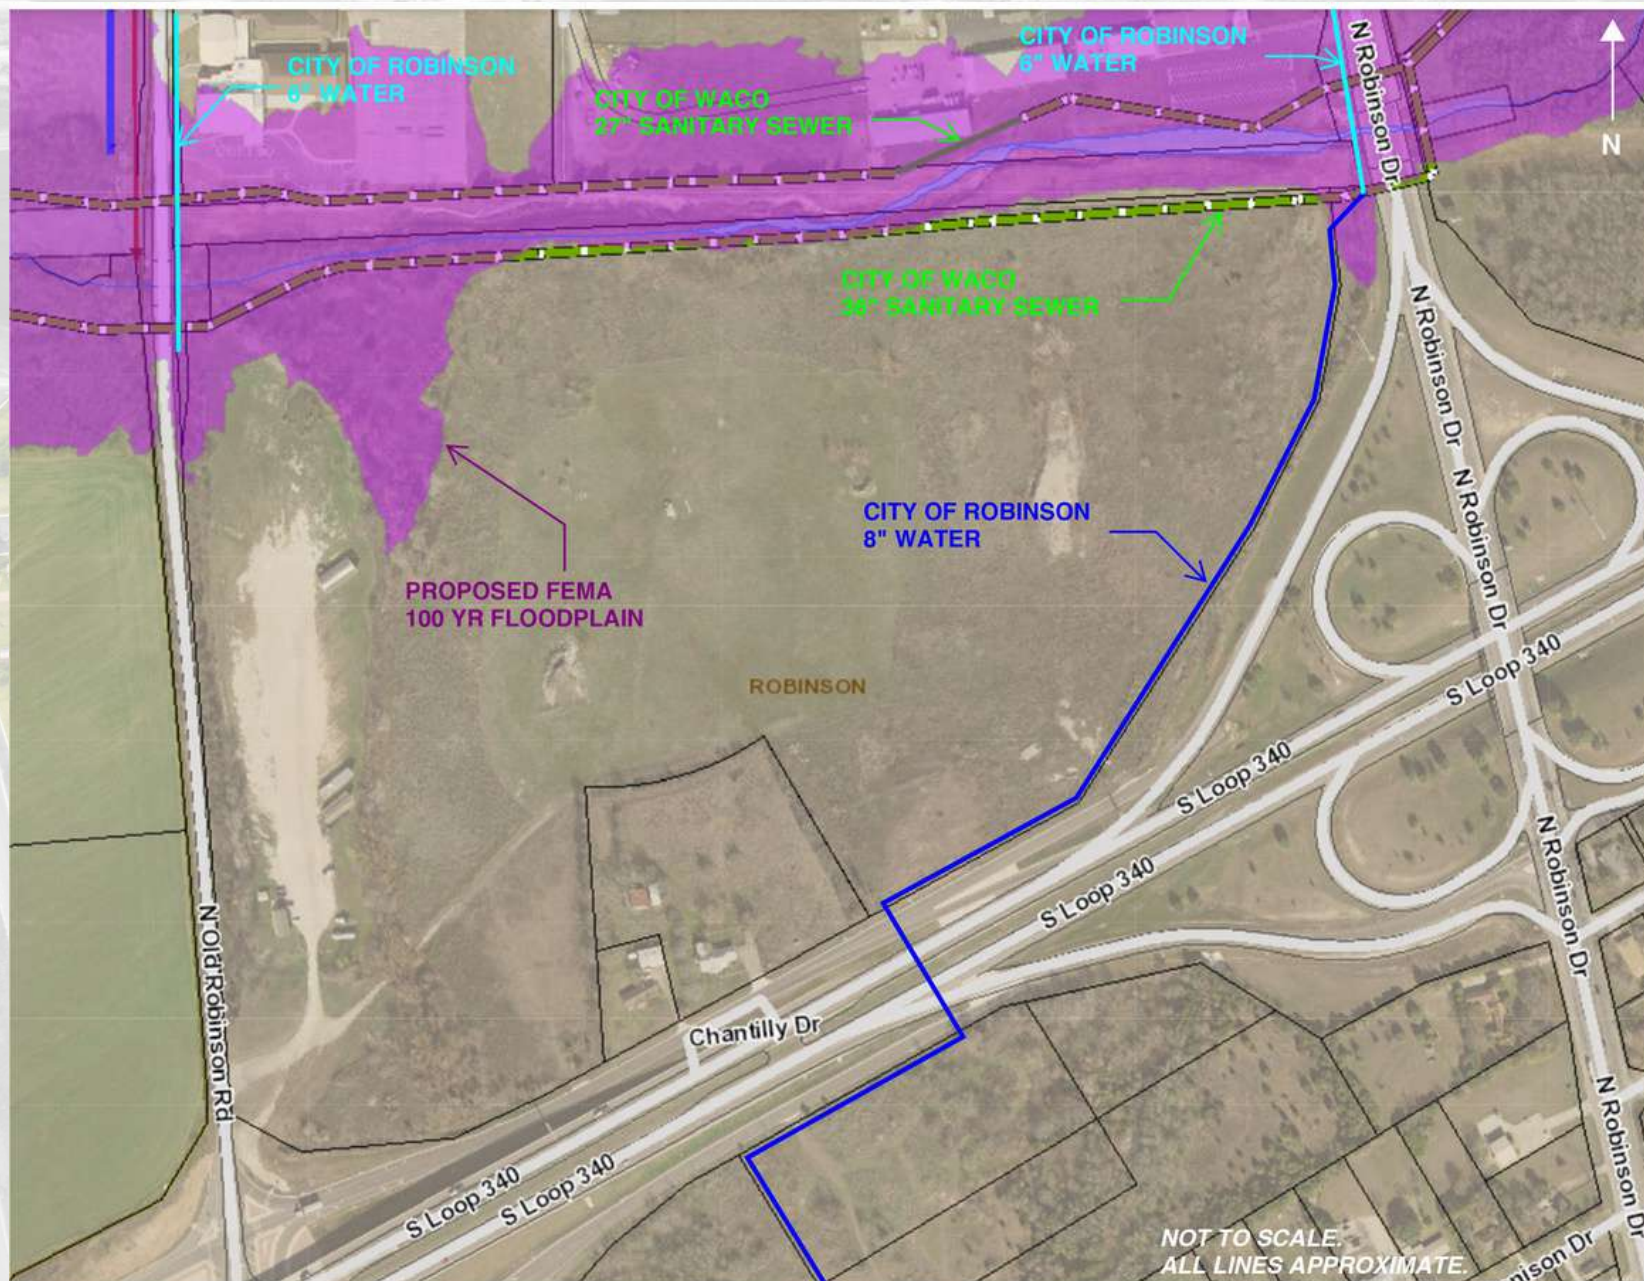 N Robinson Dr
CITY OF ROBINSON
6" WATER
CITY OF ROBINSON
6" WATER
CITY OF WACO
27" SANITARY SEWER
N
CITY OF WACO
36" SANITARY SEWER
N Robinson Dr
N Robinson Dr
CITY OF ROBINSON
8" WATER
PROPOSED FEMA
100 YR FLOODPLAIN
ROBINSON
S Loop 340
S Loop 340
S Loop 340
N Robinson Dr
N Old Robinson Rd
Chantilly Dr
N Robinson Dr
S Loop 340
S Loop 340
NOT TO SCALE.
ALL LINES APPROXIMATE.
Dr